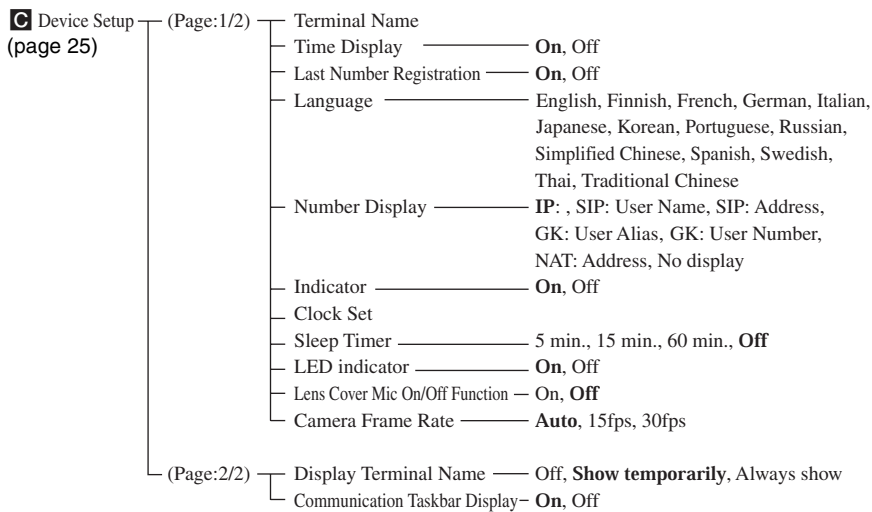 C Device Setup (Page:1/2) Terminal Name
(page 25)
Time Display On, Off
Last Number Registration On, Off
Language English, Finnish, French, German, Italian,
Japanese, Korean, Portuguese, Russian,
Simplified Chinese, Spanish, Swedish,
Thai, Traditional Chinese
Number Display IP: , SIP: User Name, SIP: Address,
GK: User Alias, GK: User Number,
NAT: Address, No display
Indicator On, Off
Clock Set
Sleep Timer 5 min., 15 min., 60 min., Off
LED indicator On, Off
Lens Cover Mic On/Off Function On, Off
Camera Frame Rate Auto, 15fps, 30fps
(Page:2/2) Display Terminal Name Off, Show temporarily, Always show
Communication Taskbar Display On, Off